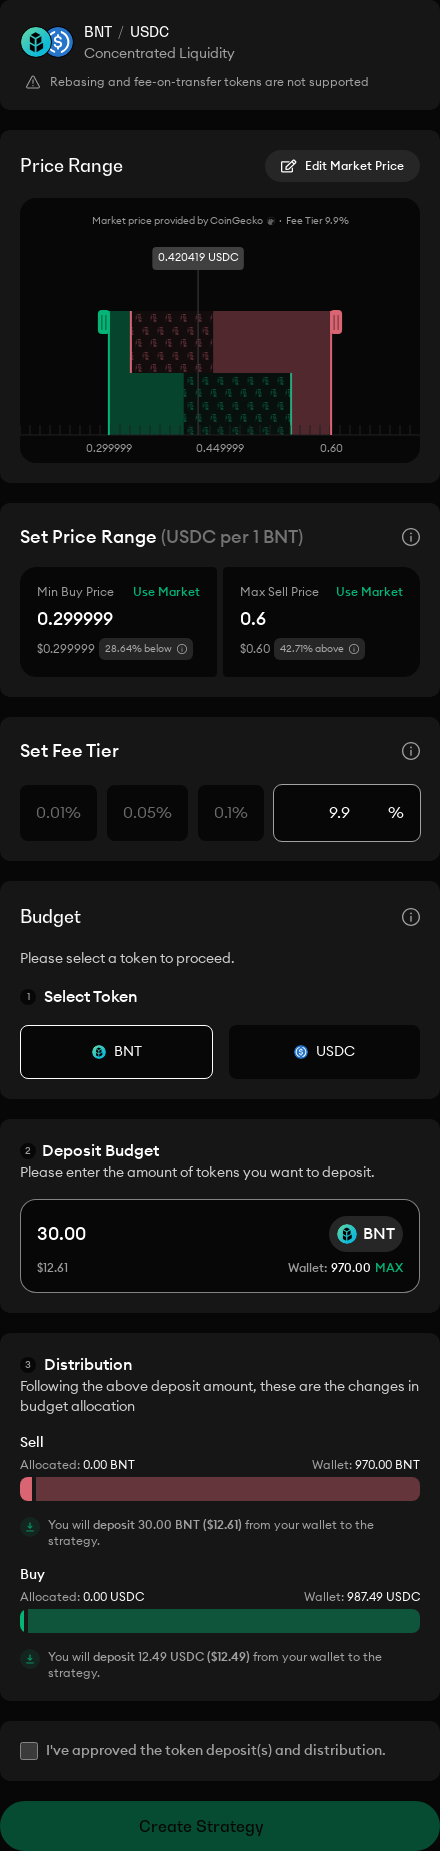 BNT / USDC
Concentrated Liquidity
Rebasing and fee-on-transfer tokens are not supported
Price Range
Edit Market Price
Market price provided by CoinGecko · Fee Tier 9.9%
0.420419 USDC
0.299999 0.449999 0.60
Set Price Range (USDC per 1 BNT)
Min Buy Price Use Market
0.299999
$0.299999 28.64% below
Max Sell Price Use Market
0.6
$0.60 42.71% above
Set Fee Tier
0.01% 0.05% 0.1% 9.9 %
Budget
Please select a token to proceed.
1 Select Token
BNT USDC
2 Deposit Budget
Please enter the amount of tokens you want to deposit.
30.00 BNT
$12.61 Wallet: 970.00 MAX
3 Distribution
Following the above deposit amount, these are the changes in
budget allocation
Sell
Allocated: 0.00 BNT Wallet: 970.00 BNT
You will deposit 30.00 BNT ($12.61) from your wallet to the
strategy.
Buy
Allocated: 0.00 USDC Wallet: 987.49 USDC
You will deposit 12.49 USDC ($12.49) from your wallet to the
strategy.
I've approved the token deposit(s) and distribution.
Create Strategy